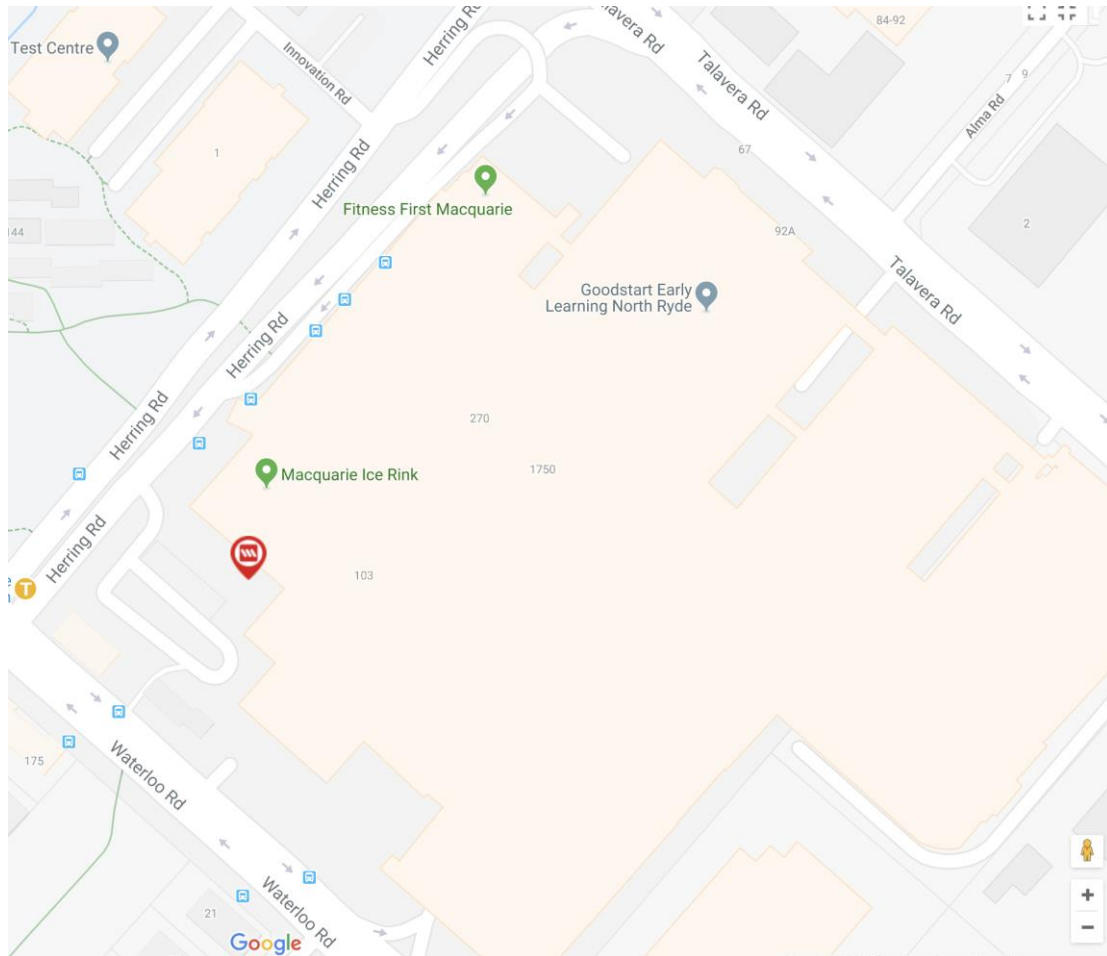 Herring Rd
Talavera Rd
84-92
Test Centre
Innovation Rd
Talavera Rd
7
9
Alma Rd
1
Herring Rd
67
Fitness First Macquarie
144
92A
2
Goodstart Early
Learning North Ryde
Talavera Rd
Herring Rd
Herring Rd
270
1750
Macquarie Ice Rink
Herring Rd
103
T
175
Waterloo Rd
21
Waterloo Rd
Google
+
−